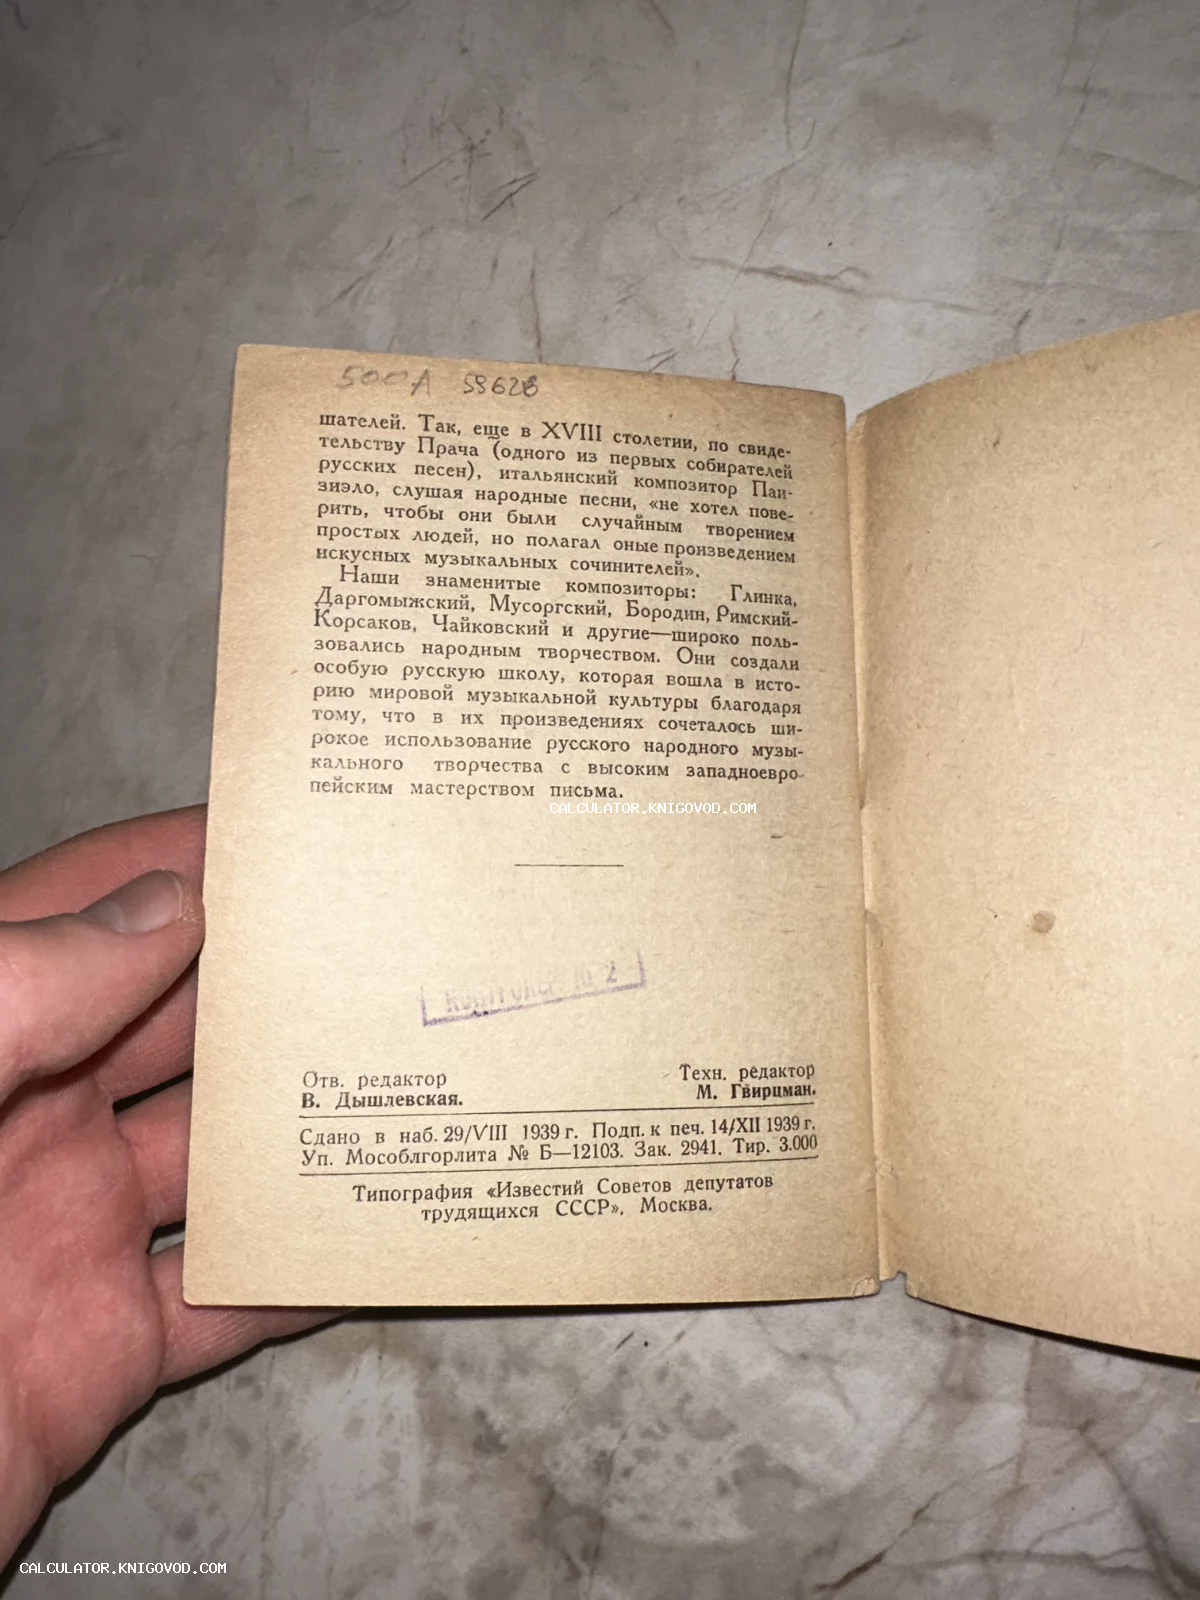 500А 5962в
шателей. Так, еще в XVIII столетии, по свиде-
тельству Прача (одного из первых собирателей
русских песен), итальянский композитор Паи-
зиэло, слушая народные песни, «не хотел пове-
рить, чтобы они были случайным творением
простых людей, но полагал оные произведением
искусных музыкальных сочинителей».
Наши знаменитые композиторы: Глинка,
Даргомыжский, Мусоргский, Бородин, Римский-
Корсаков, Чайковский и другие—широко поль-
зовались народным творчеством. Они создали
особую русскую школу, которая вошла в исто-
рию мировой музыкальной культуры благодаря
тому, что в их произведениях сочеталось ши-
рокое использование русского народного музы-
кального творчества с высоким западноевро-
пейским мастерством письма.
CALCULATOR.KNIGOVOD.COM
№ 2
Отв. редактор
В. Дышлевская.
Техн. редактор
М. Гвирцман.
Сдано в наб. 29/VIII 1939 г. Подп. к печ. 14/XII 1939 г.
Уп. Мособлгорлита № Б—12103. Зак. 2941. Тир. 3.000
Типография «Известий Советов депутатов
трудящихся СССР». Москва.
CALCULATOR.KNIGOVOD.COM